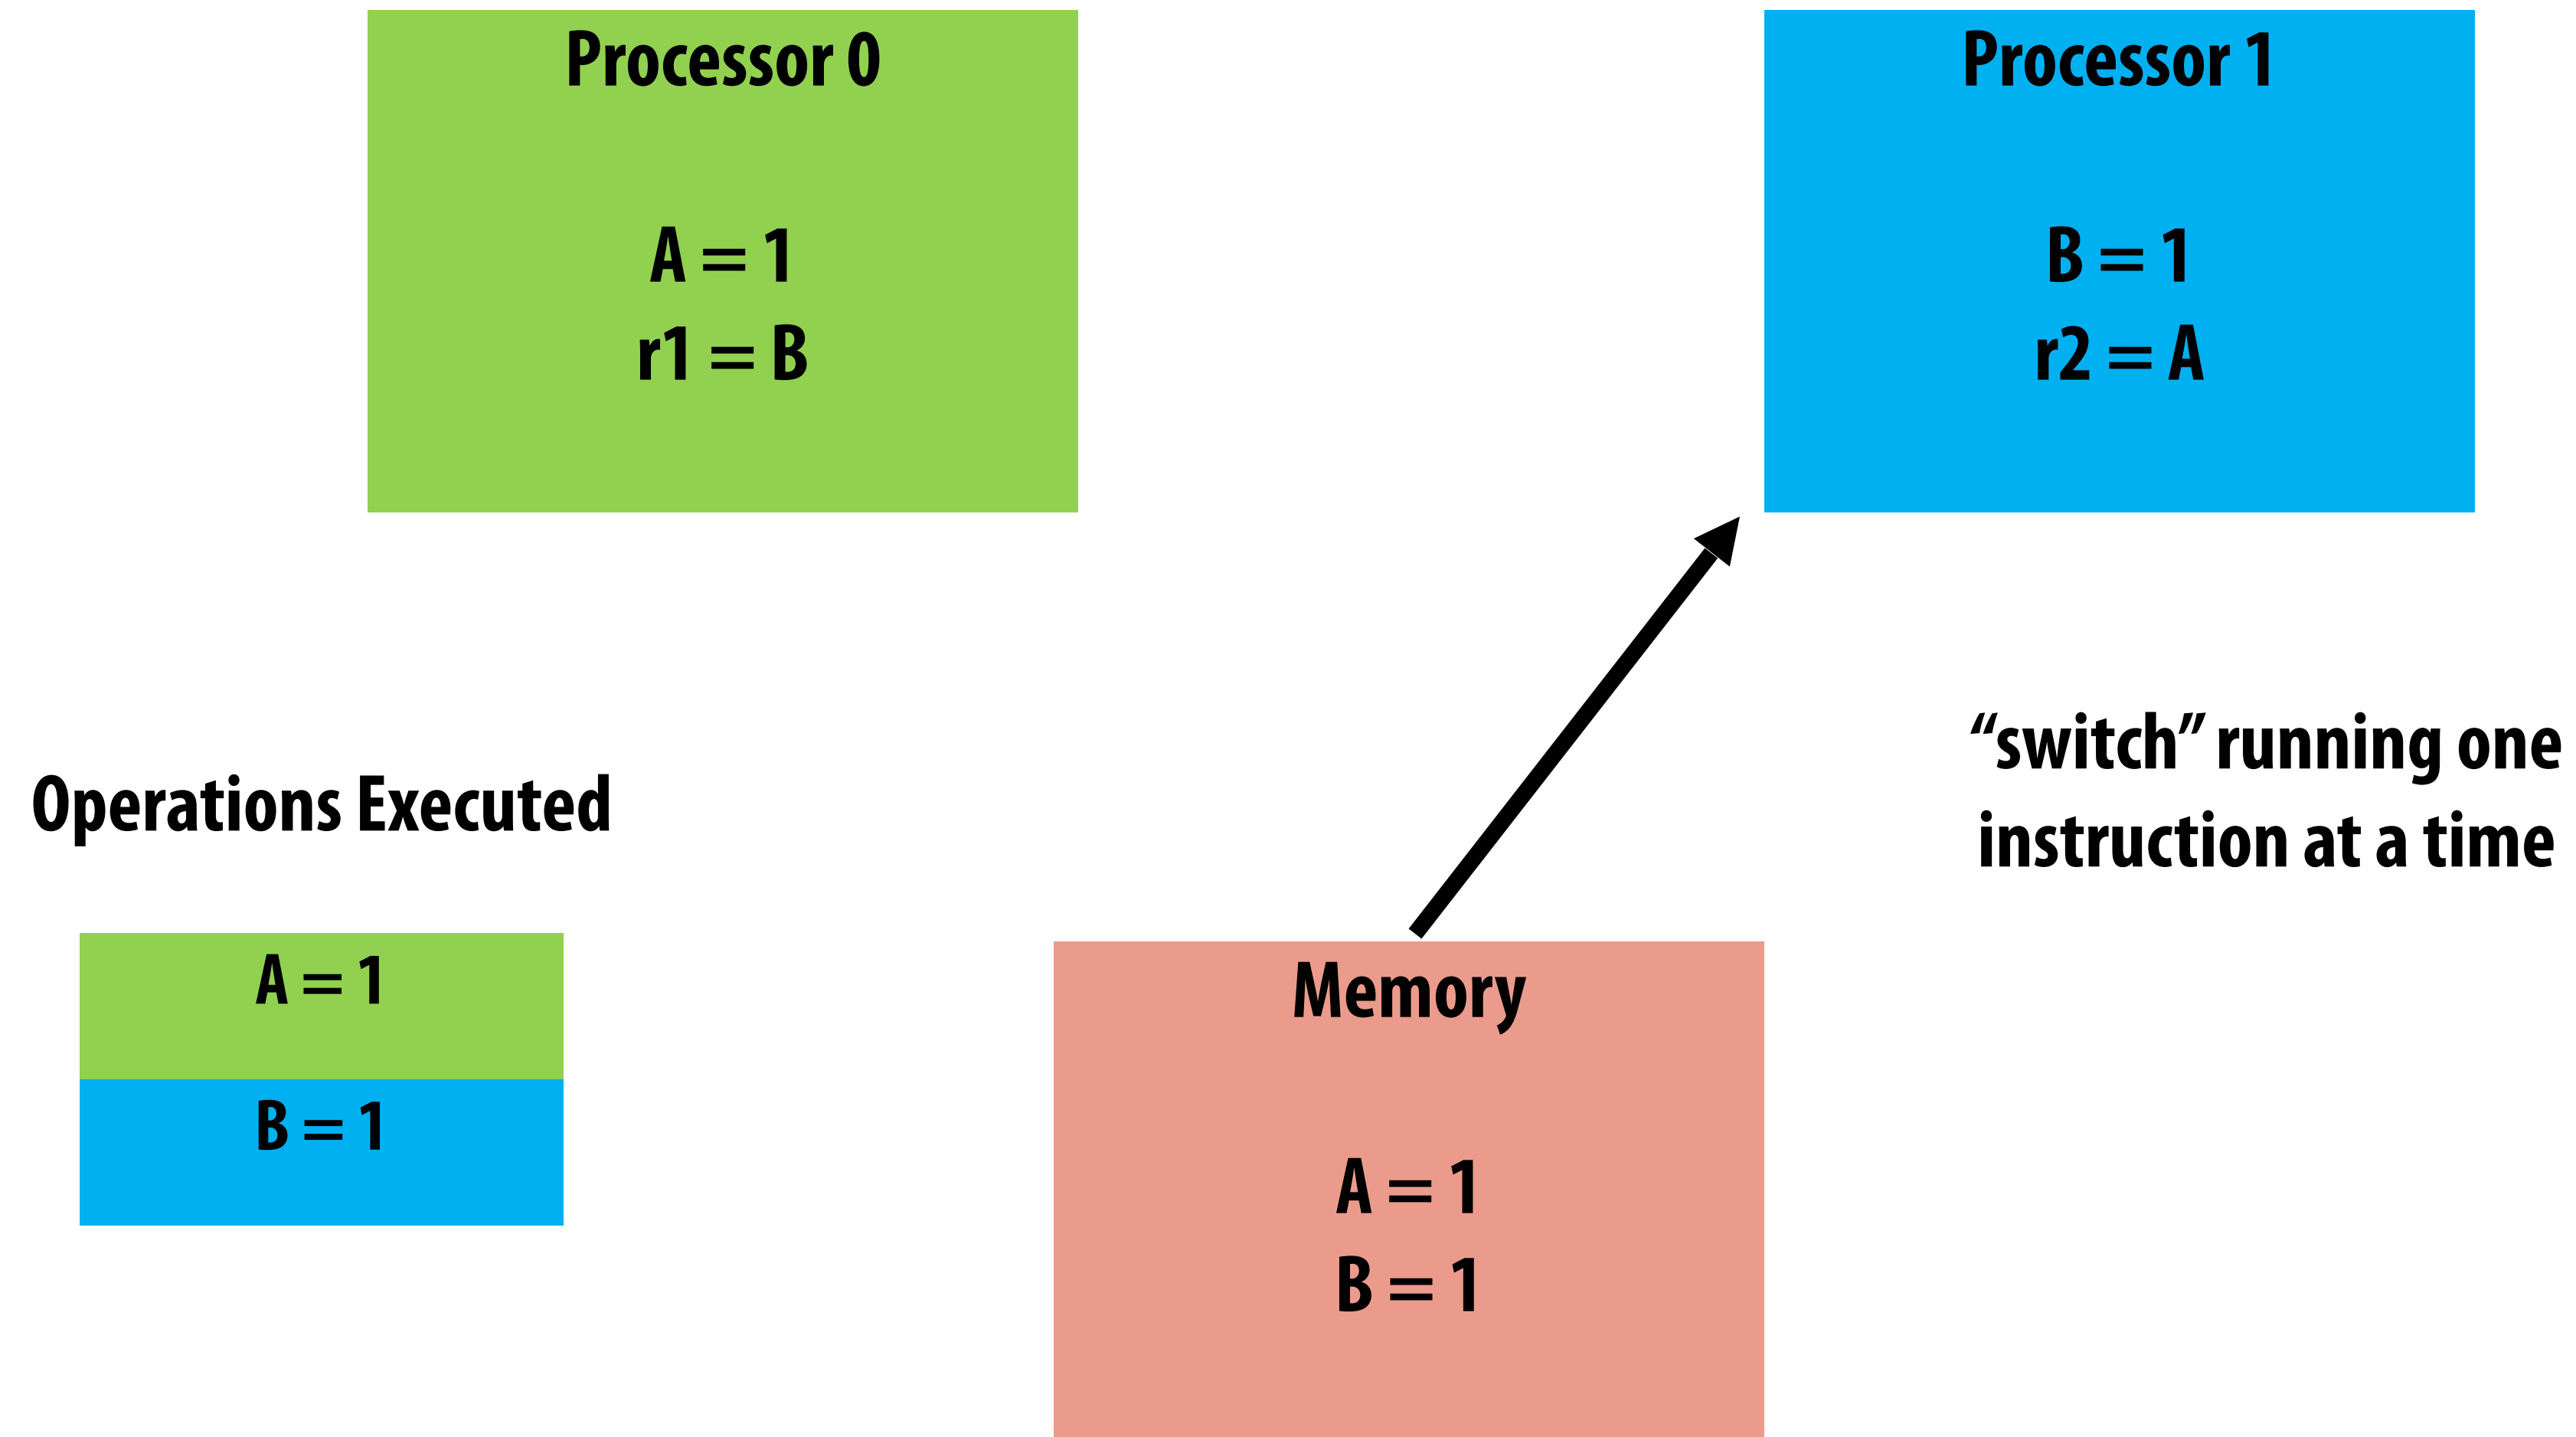 Processor 0
A = 1
r1 = B
Processor 1
B = 1
r2 = A
“switch” running one
instruction at a time
Operations Executed
A = 1
B = 1
Memory
A = 1
B = 1